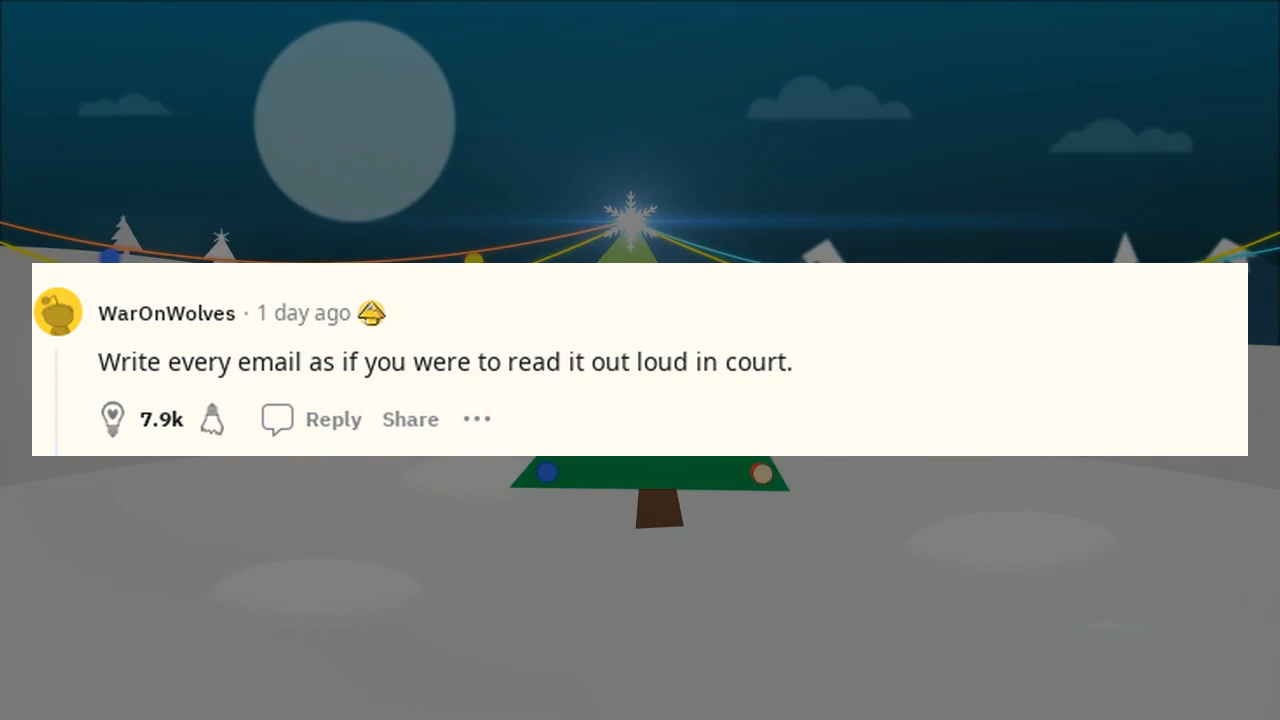 WarOnWolves · 1 day ago
Write every email as if you were to read it out loud in court.
7.9k Reply Share ···